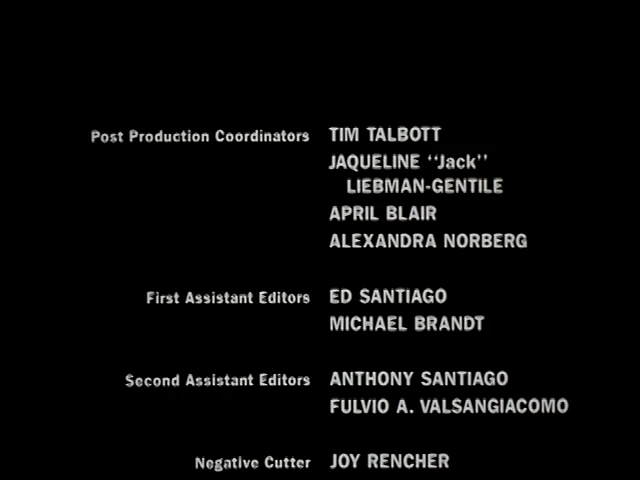 Post Production Coordinators TIM TALBOTT
JAQUELINE "Jack"
LIEBMAN-GENTILE
APRIL BLAIR
ALEXANDRA NORBERG
First Assistant Editors ED SANTIAGO
MICHAEL BRANDT
Second Assistant Editors ANTHONY SANTIAGO
FULVIO A. VALSANGIACOMO
Negative Cutter JOY RENCHER